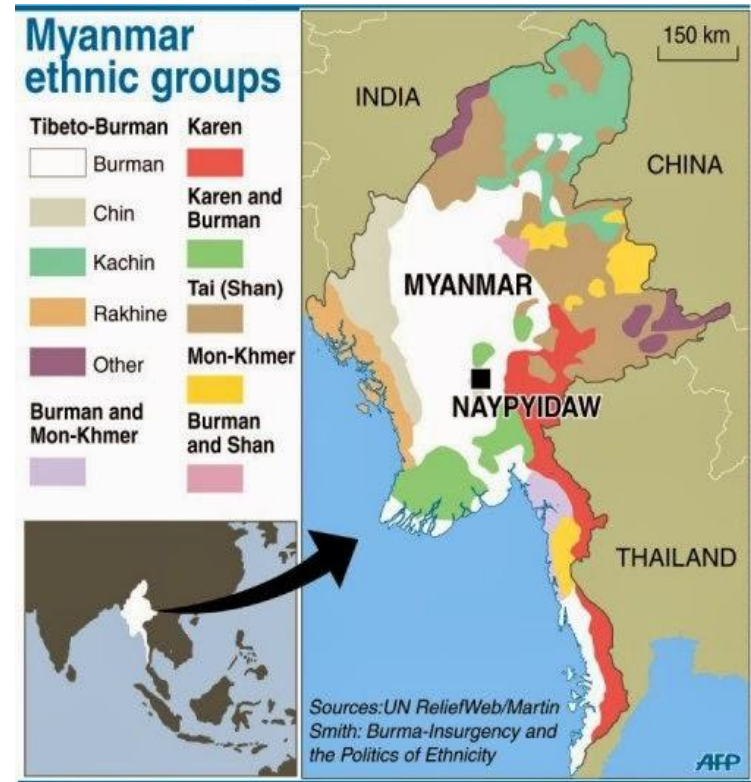 Myanmar
ethnic groups
Tibeto-Burman
Burman
Chin
Kachin
Rakhine
Other
Burman and
Mon-Khmer
Karen
Karen and
Burman
Tai (Shan)
Mon-Khmer
Burman
and Shan
150 km
INDIA
CHINA
MYANMAR
NAYPYIDAW
THAILAND
Sources:UN ReliefWeb/Martin
Smith: Burma-Insurgency and
the Politics of Ethnicity
AFP